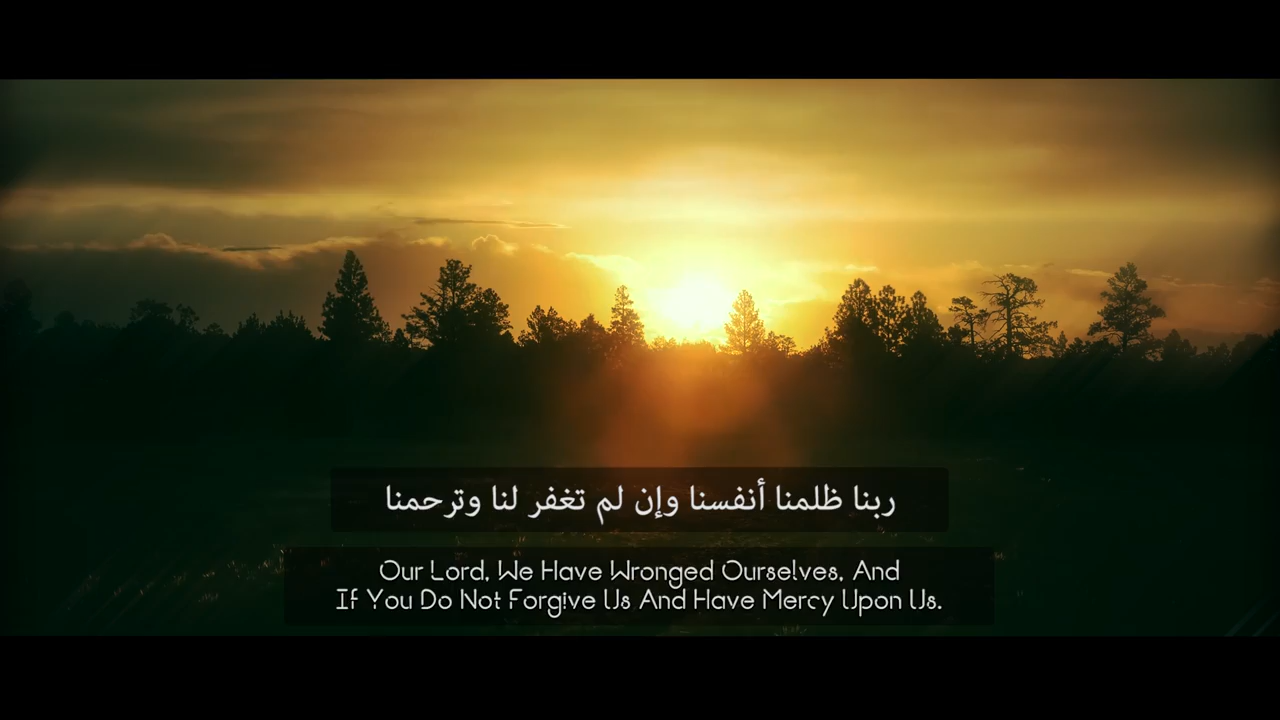 ربنا ظلمنا أنفسنا وإن لم تغفر لنا وترحمنا
Our Lord, We Have Wronged Ourselves, And
If You Do Not Forgive Us And Have Mercy Upon Us.